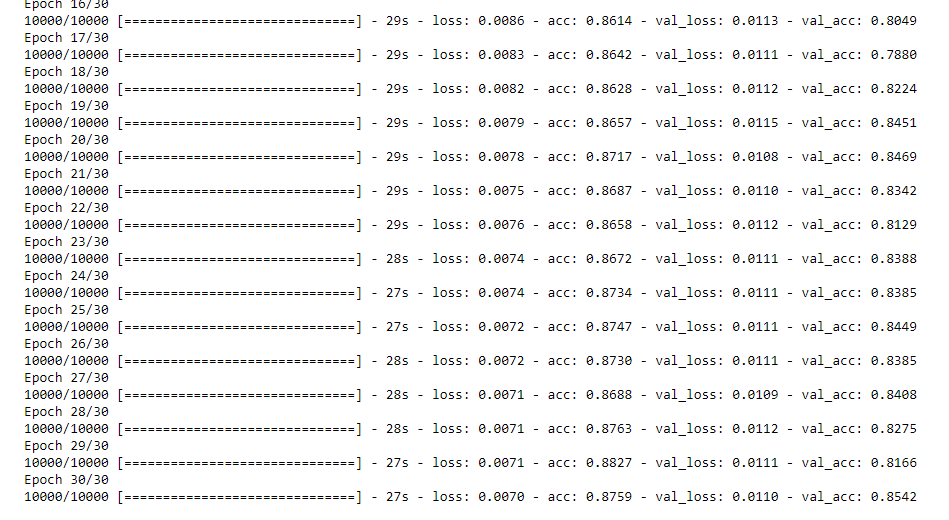 Epoch 16/30
10000/10000 [==============================] - 29s - loss: 0.0086 - acc: 0.8614 - val_loss: 0.0113 - val_acc: 0.8049
Epoch 17/30
10000/10000 [==============================] - 29s - loss: 0.0083 - acc: 0.8642 - val_loss: 0.0111 - val_acc: 0.7880
Epoch 18/30
10000/10000 [==============================] - 29s - loss: 0.0082 - acc: 0.8628 - val_loss: 0.0112 - val_acc: 0.8224
Epoch 19/30
10000/10000 [==============================] - 29s - loss: 0.0079 - acc: 0.8657 - val_loss: 0.0115 - val_acc: 0.8451
Epoch 20/30
10000/10000 [==============================] - 29s - loss: 0.0078 - acc: 0.8717 - val_loss: 0.0108 - val_acc: 0.8469
Epoch 21/30
10000/10000 [==============================] - 29s - loss: 0.0075 - acc: 0.8687 - val_loss: 0.0110 - val_acc: 0.8342
Epoch 22/30
10000/10000 [==============================] - 29s - loss: 0.0076 - acc: 0.8658 - val_loss: 0.0112 - val_acc: 0.8129
Epoch 23/30
10000/10000 [==============================] - 28s - loss: 0.0074 - acc: 0.8672 - val_loss: 0.0111 - val_acc: 0.8388
Epoch 24/30
10000/10000 [==============================] - 27s - loss: 0.0074 - acc: 0.8734 - val_loss: 0.0111 - val_acc: 0.8385
Epoch 25/30
10000/10000 [==============================] - 27s - loss: 0.0072 - acc: 0.8747 - val_loss: 0.0111 - val_acc: 0.8449
Epoch 26/30
10000/10000 [==============================] - 28s - loss: 0.0072 - acc: 0.8730 - val_loss: 0.0111 - val_acc: 0.8385
Epoch 27/30
10000/10000 [==============================] - 28s - loss: 0.0071 - acc: 0.8688 - val_loss: 0.0109 - val_acc: 0.8408
Epoch 28/30
10000/10000 [==============================] - 28s - loss: 0.0071 - acc: 0.8763 - val_loss: 0.0112 - val_acc: 0.8275
Epoch 29/30
10000/10000 [==============================] - 27s - loss: 0.0071 - acc: 0.8827 - val_loss: 0.0111 - val_acc: 0.8166
Epoch 30/30
10000/10000 [==============================] - 27s - loss: 0.0070 - acc: 0.8759 - val_loss: 0.0110 - val_acc: 0.8542